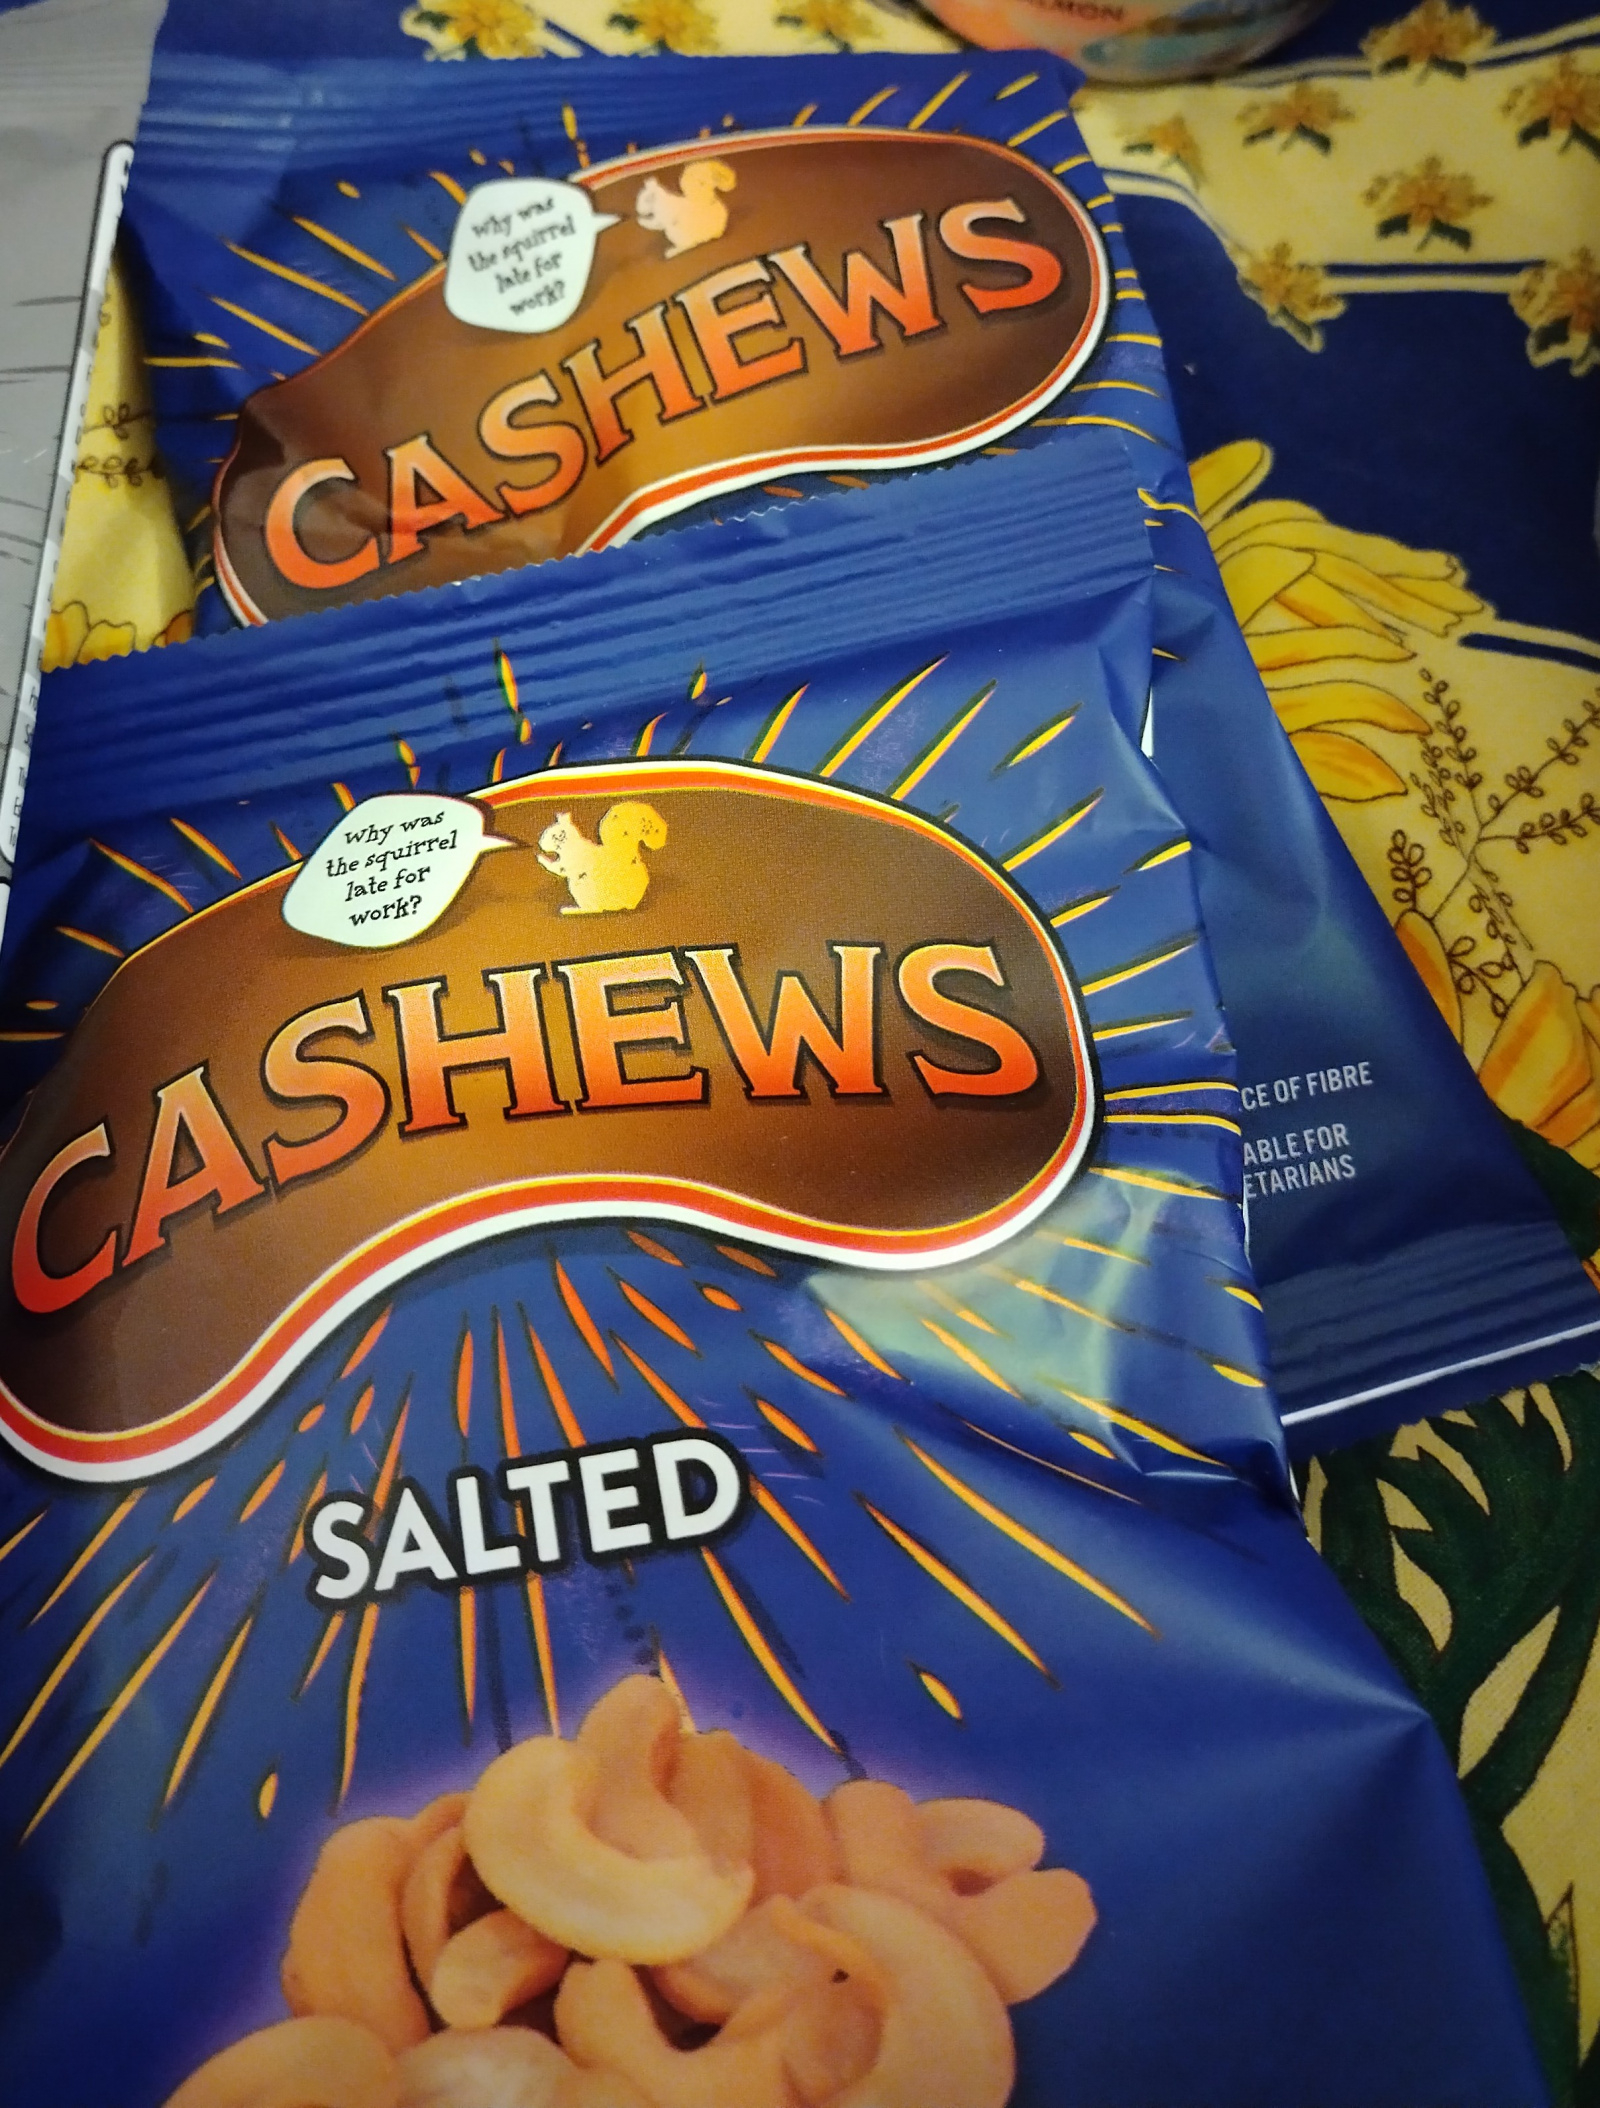 ALMON
Why was
the squirrel
late for
work?
CASHEWS
Why was
the squirrel
late for
work?
CASHEWS
SALTED
CE OF FIBRE
ABLE FOR
ETARIANS